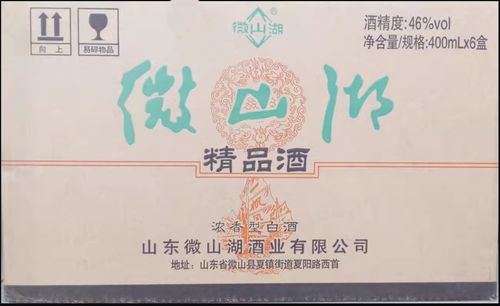 向上
易碎物品
微山湖®
酒精度:46%vol
净含量/规格:400mLx6盒
微山湖
精品酒
浓香型白酒
山东微山湖酒业有限公司
地址:山东省微山县夏镇街道夏阳路西首